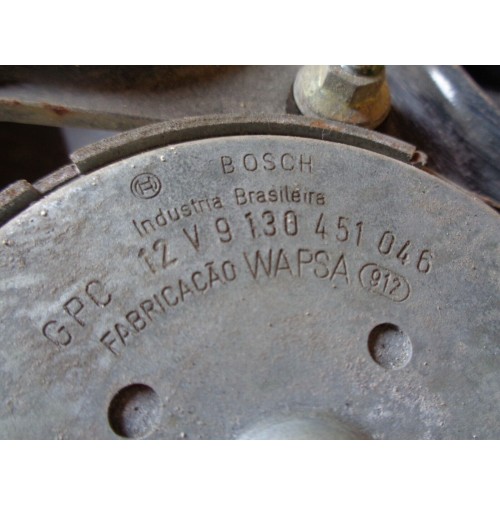 BOSCH
Industria Brasileira
GPC 12 V 9 130 451 046
FABRICAÇÃO WAPSA 912